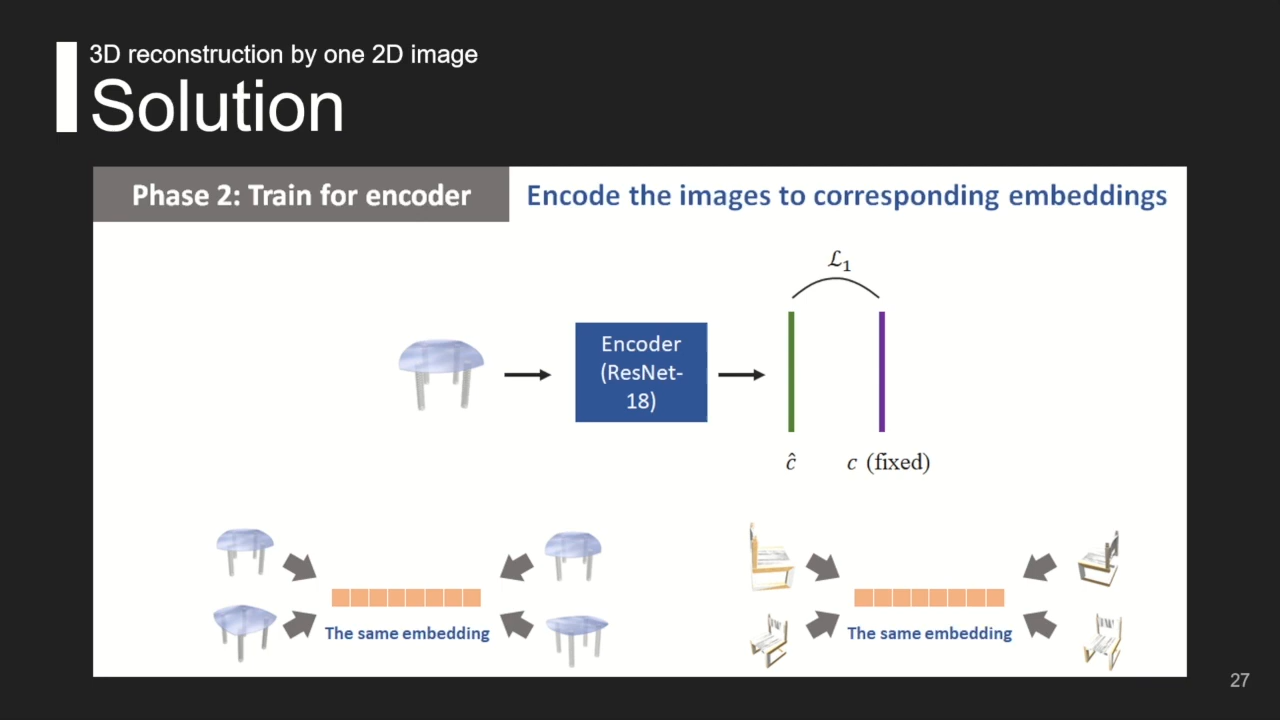 3D reconstruction by one 2D image
Solution
Phase 2: Train for encoder
Encode the images to corresponding embeddings
ℒ₁
Encoder
(ResNet-
18)
ĉ
c (fixed)
The same embedding
The same embedding
27